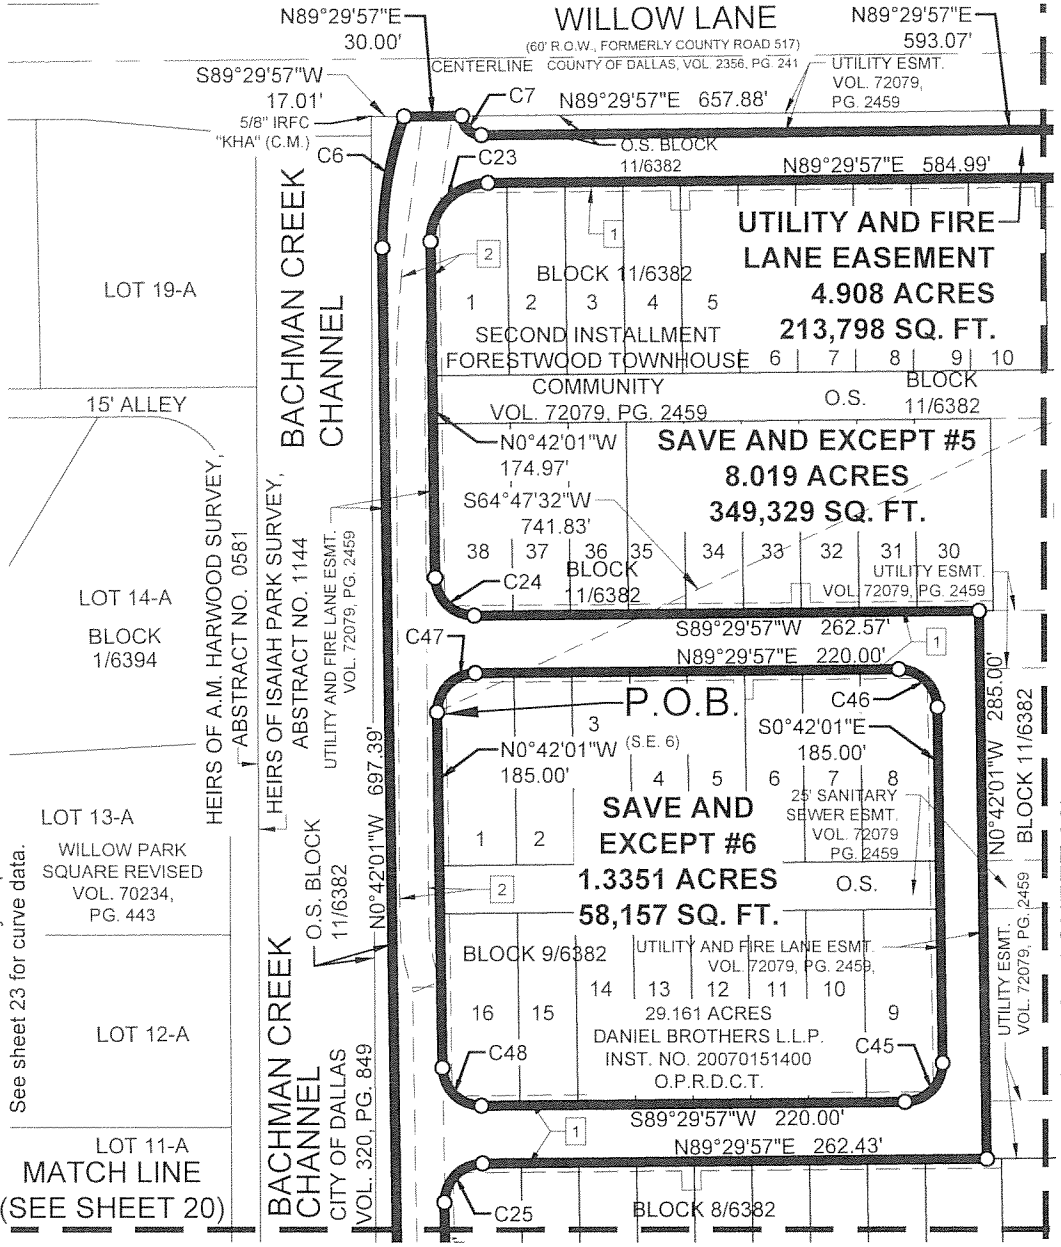 N89°29'57"E
30.00'
WILLOW LANE
(60' R.O.W., FORMERLY COUNTY ROAD 517)
CENTERLINE COUNTY OF DALLAS, VOL. 2356, PG. 241
N89°29'57"E
593.07'
S89°29'57"W
17.01'
5/8" IRFC
"KHA" (C.M.)
C6
C7
N89°29'57"E 657.88'
UTILITY ESMT.
VOL. 72079,
PG. 2459
C23
O.S. BLOCK
11/6382
N89°29'57"E 584.99'
1
2
UTILITY AND FIRE
LANE EASEMENT
4.908 ACRES
213,798 SQ. FT.
BLOCK 11/6382
1 2 3 4 5
SECOND INSTALLMENT
FORESTWOOD TOWNHOUSE
6 7 8 9 10
COMMUNITY
VOL. 72079, PG. 2459
O.S.
BLOCK
11/6382
LOT 19-A
15' ALLEY
BACHMAN CREEK
CHANNEL
N0°42'01"W
174.97'
S64°47'32"W
741.83'
SAVE AND EXCEPT #5
8.019 ACRES
349,329 SQ. FT.
38 37 36 35 34 33 32 31 30
BLOCK
11/6382
UTILITY ESMT.
VOL. 72079, PG. 2459
C24
LOT 14-A
BLOCK
1/6394
HEIRS OF A.M. HARWOOD SURVEY,
ABSTRACT NO. 0581
HEIRS OF ISAIAH PARK SURVEY,
ABSTRACT NO. 1144
UTILITY AND FIRE LANE ESMT.
VOL. 72079, PG. 2459
C47
S89°29'57"W 262.57'
1
N89°29'57"E 220.00'
C46
P.O.B.
3
(S.E. 6)
N0°42'01"W
185.00'
S0°42'01"E
185.00'
N0°42'01"W 285.00'
BLOCK 11/6382
4 5 6 7 8
25' SANITARY
SEWER ESMT.
VOL. 72079
PG. 2459
SAVE AND
EXCEPT #6
1.3351 ACRES
58,157 SQ. FT.
1 2
O.S.
2
LOT 13-A
WILLOW PARK
SQUARE REVISED
VOL. 70234,
PG. 443
See sheet 23 for curve data.
O.S. BLOCK
11/6382
N0°42'01"W 697.39'
BLOCK 9/6382
UTILITY AND FIRE LANE ESMT.
VOL. 72079, PG. 2459,
14 13 12 11 10
16 15 9
29.161 ACRES
DANIEL BROTHERS L.L.P.
INST. NO. 20070151400
O.P.R.D.C.T.
UTILITY ESMT.
VOL. 72079, PG. 2459
C48
C45
LOT 12-A
BACHMAN CREEK
CHANNEL
CITY OF DALLAS
VOL. 320, PG. 849
S89°29'57"W 220.00'
1
N89°29'57"E 262.43'
LOT 11-A
MATCH LINE
(SEE SHEET 20)
C25
BLOCK 8/6382